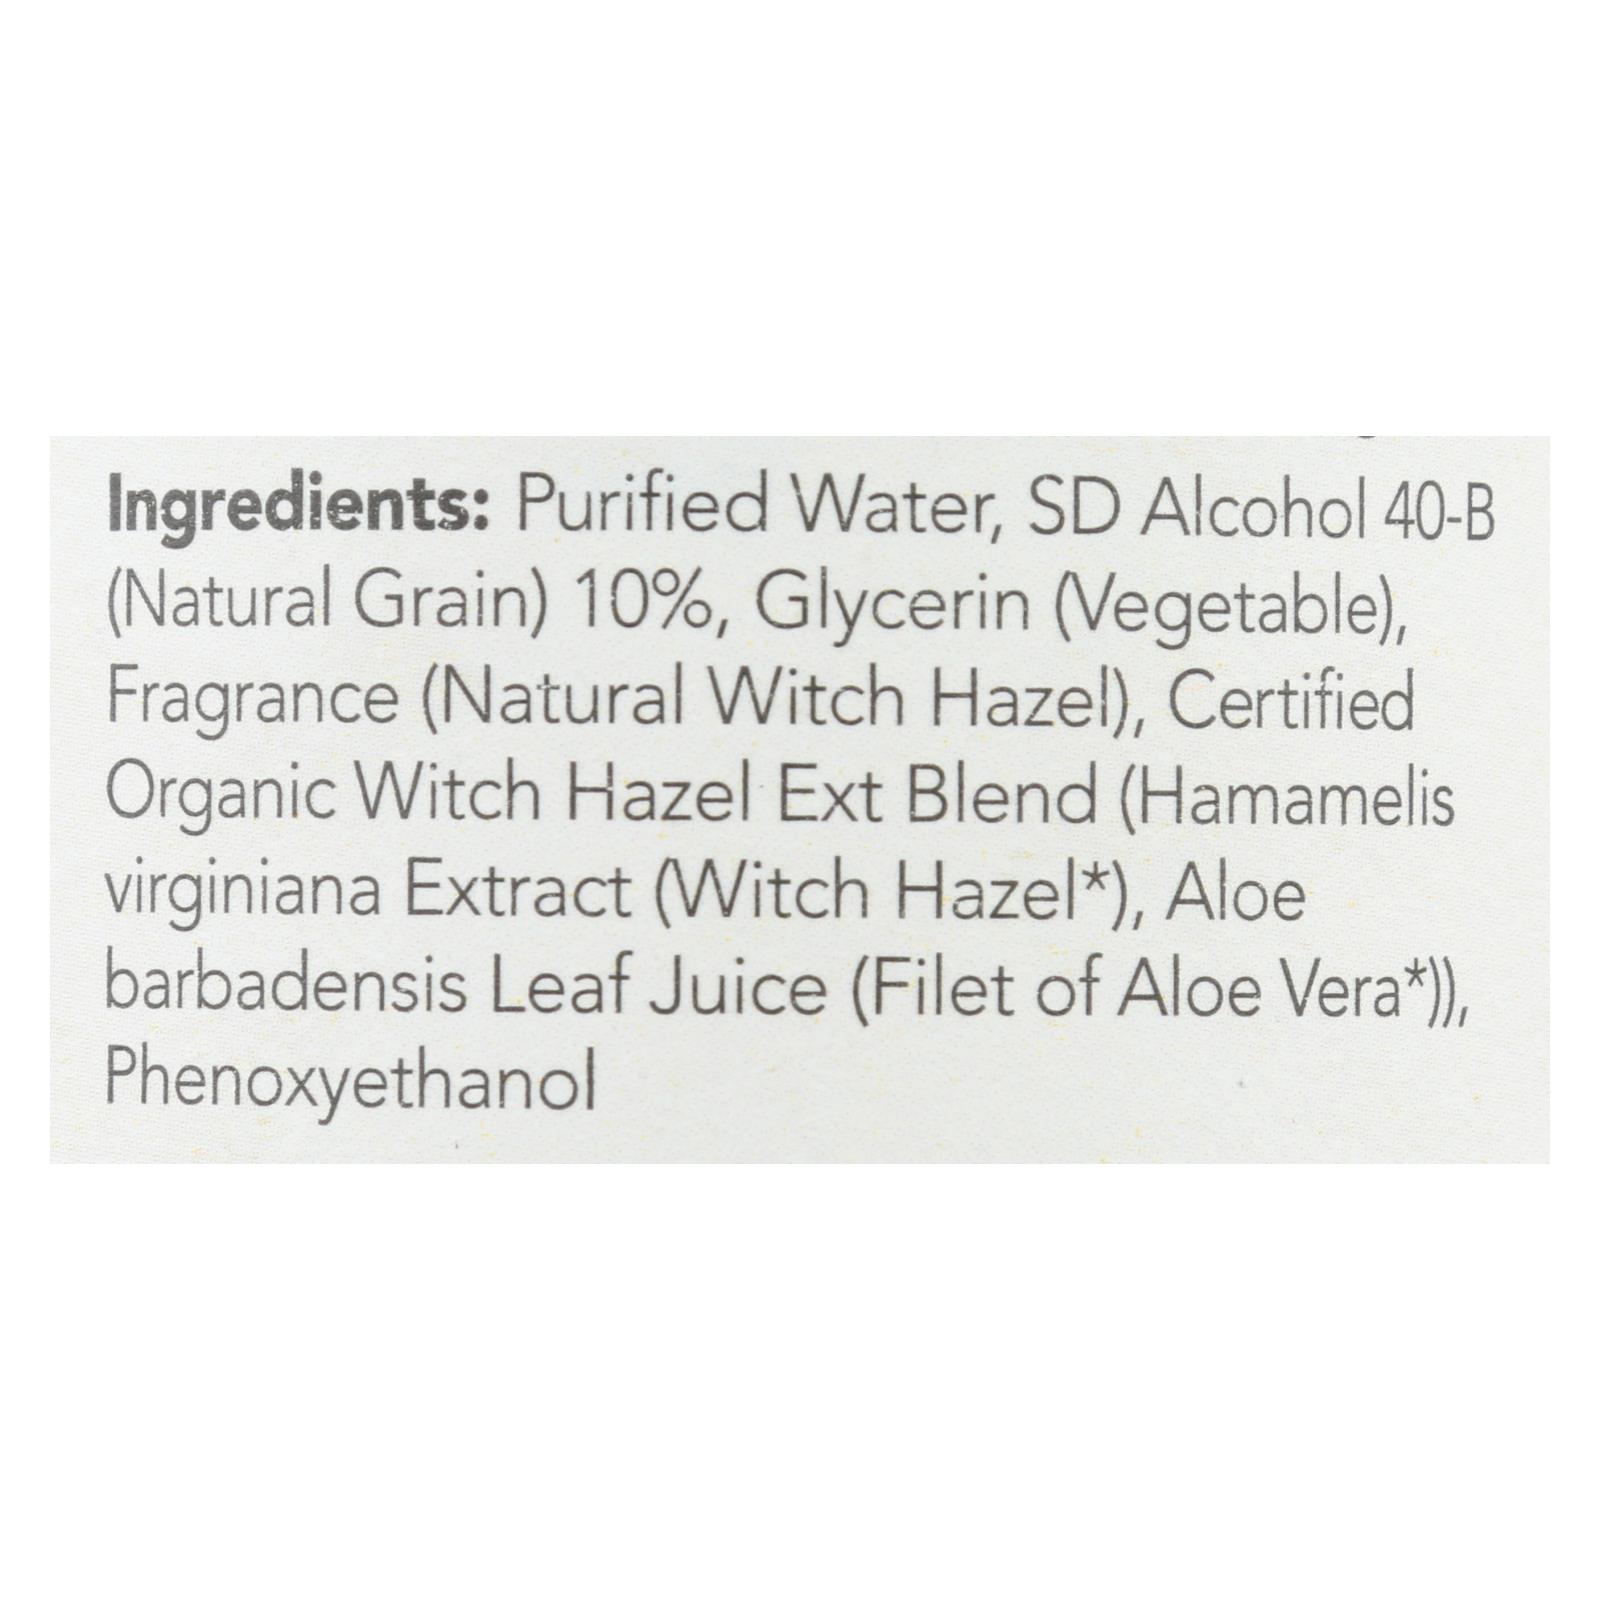 Ingredients: Purified Water, SD Alcohol 40-B
(Natural Grain) 10%, Glycerin (Vegetable),
Fragrance (Natural Witch Hazel), Certified
Organic Witch Hazel Ext Blend (Hamamelis
virginiana Extract (Witch Hazel*), Aloe
barbadensis Leaf Juice (Filet of Aloe Vera*)),
Phenoxyethanol